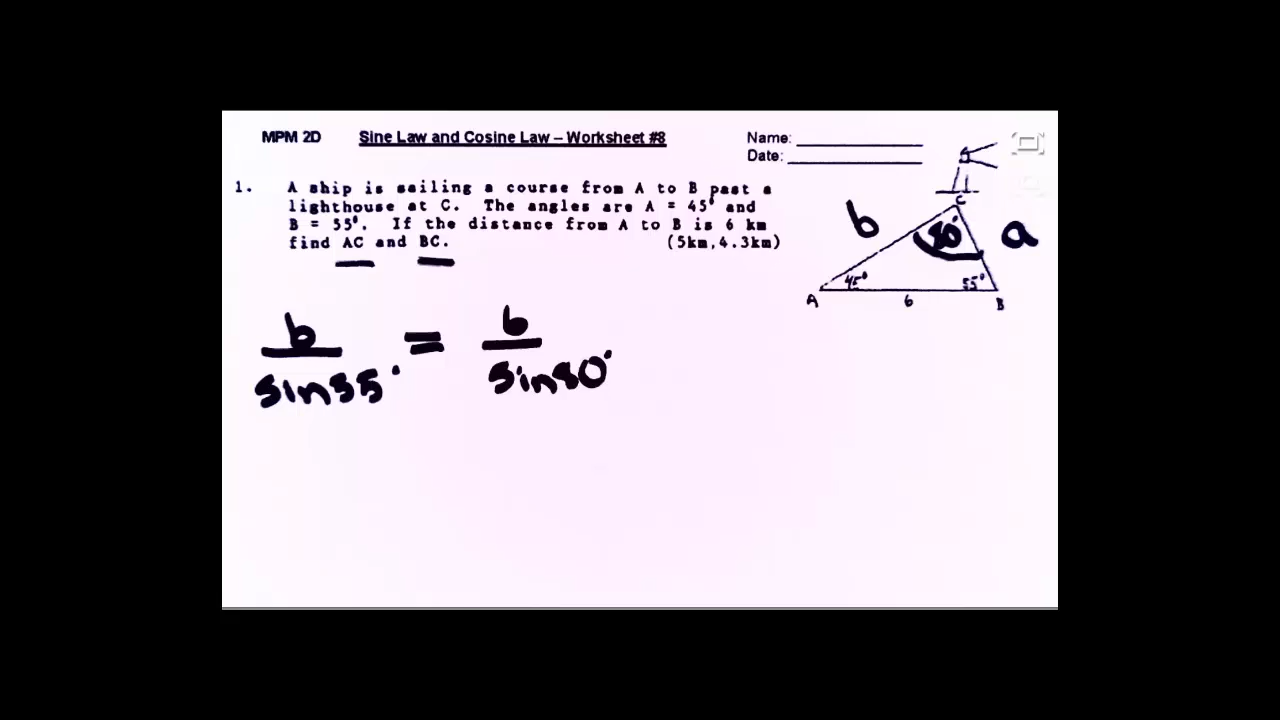 MPM 2D Sine Law and Cosine Law – Worksheet #8 Name: ____________
Date: ____________
1. A ship is sailing a course from A to B past a
lighthouse at C. The angles are A = 45° and
B = 55°. If the distance from A to B is 6 km
find AC and BC. (5km,4.3km)
C
b 80° a
45° 55°
A 6 B
b = 6
sin55° sin80°